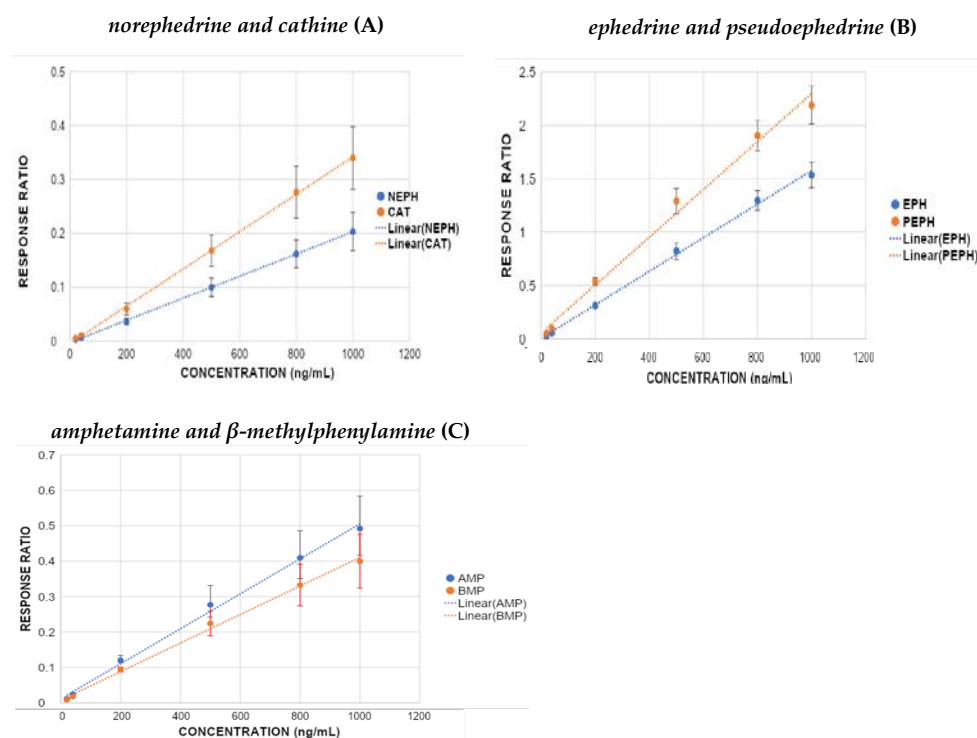 norephedrine and cathine (A)
0.5
0.4
0.3
0.2
0.1
0
0
200
400
600
800
1000
1200
RESPONSE RATIO
CONCENTRATION (ng/mL)
NEPH
CAT
Linear(NEPH)
Linear(CAT)
ephedrine and pseudoephedrine (B)
2.5
2
1.5
1
0.5
0
200
400
600
800
1000
1200
RESPONSE RATIO
CONCENTRATION (ng/mL)
EPH
PEPH
Linear(EPH)
Linear(PEPH)
amphetamine and β-methylphenylamine (C)
0.7
0.6
0.5
0.4
0.3
0.2
0.1
0
0
200
400
600
800
1000
1200
RESPONSE RATIO
CONCENTRATION (ng/mL)
AMP
BMP
Linear(AMP)
Linear(BMP)